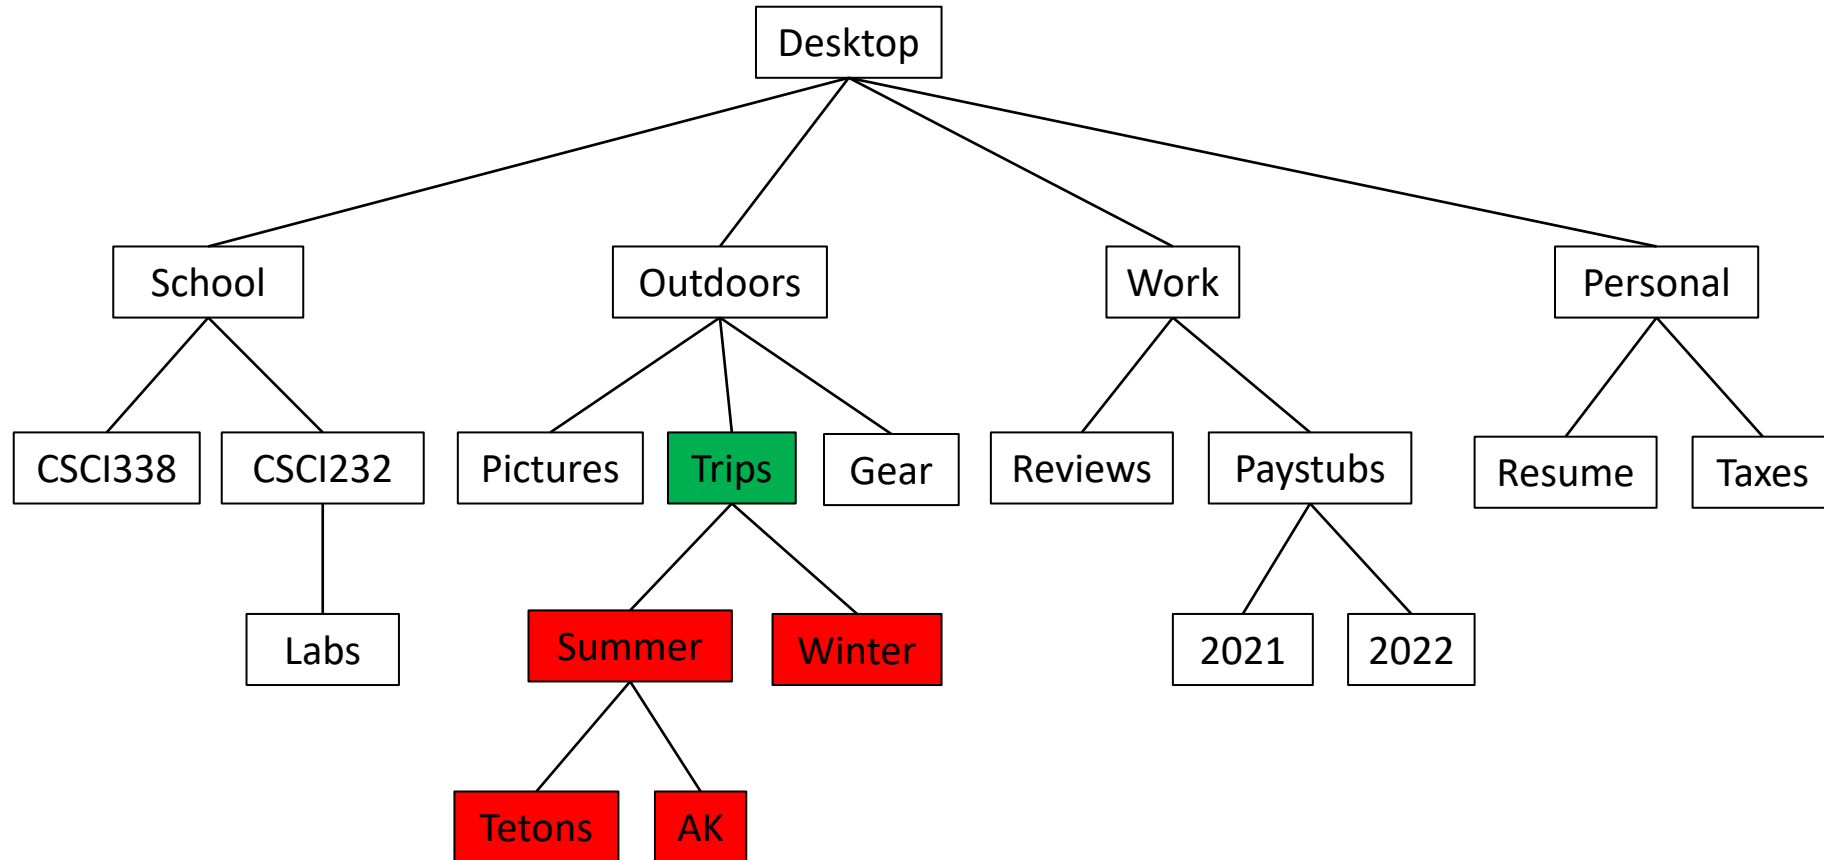 Desktop
School
Outdoors
Work
Personal
CSCI338
CSCI232
Pictures
Trips
Gear
Reviews
Paystubs
Resume
Taxes
Labs
Summer
Winter
2021
2022
Tetons
AK